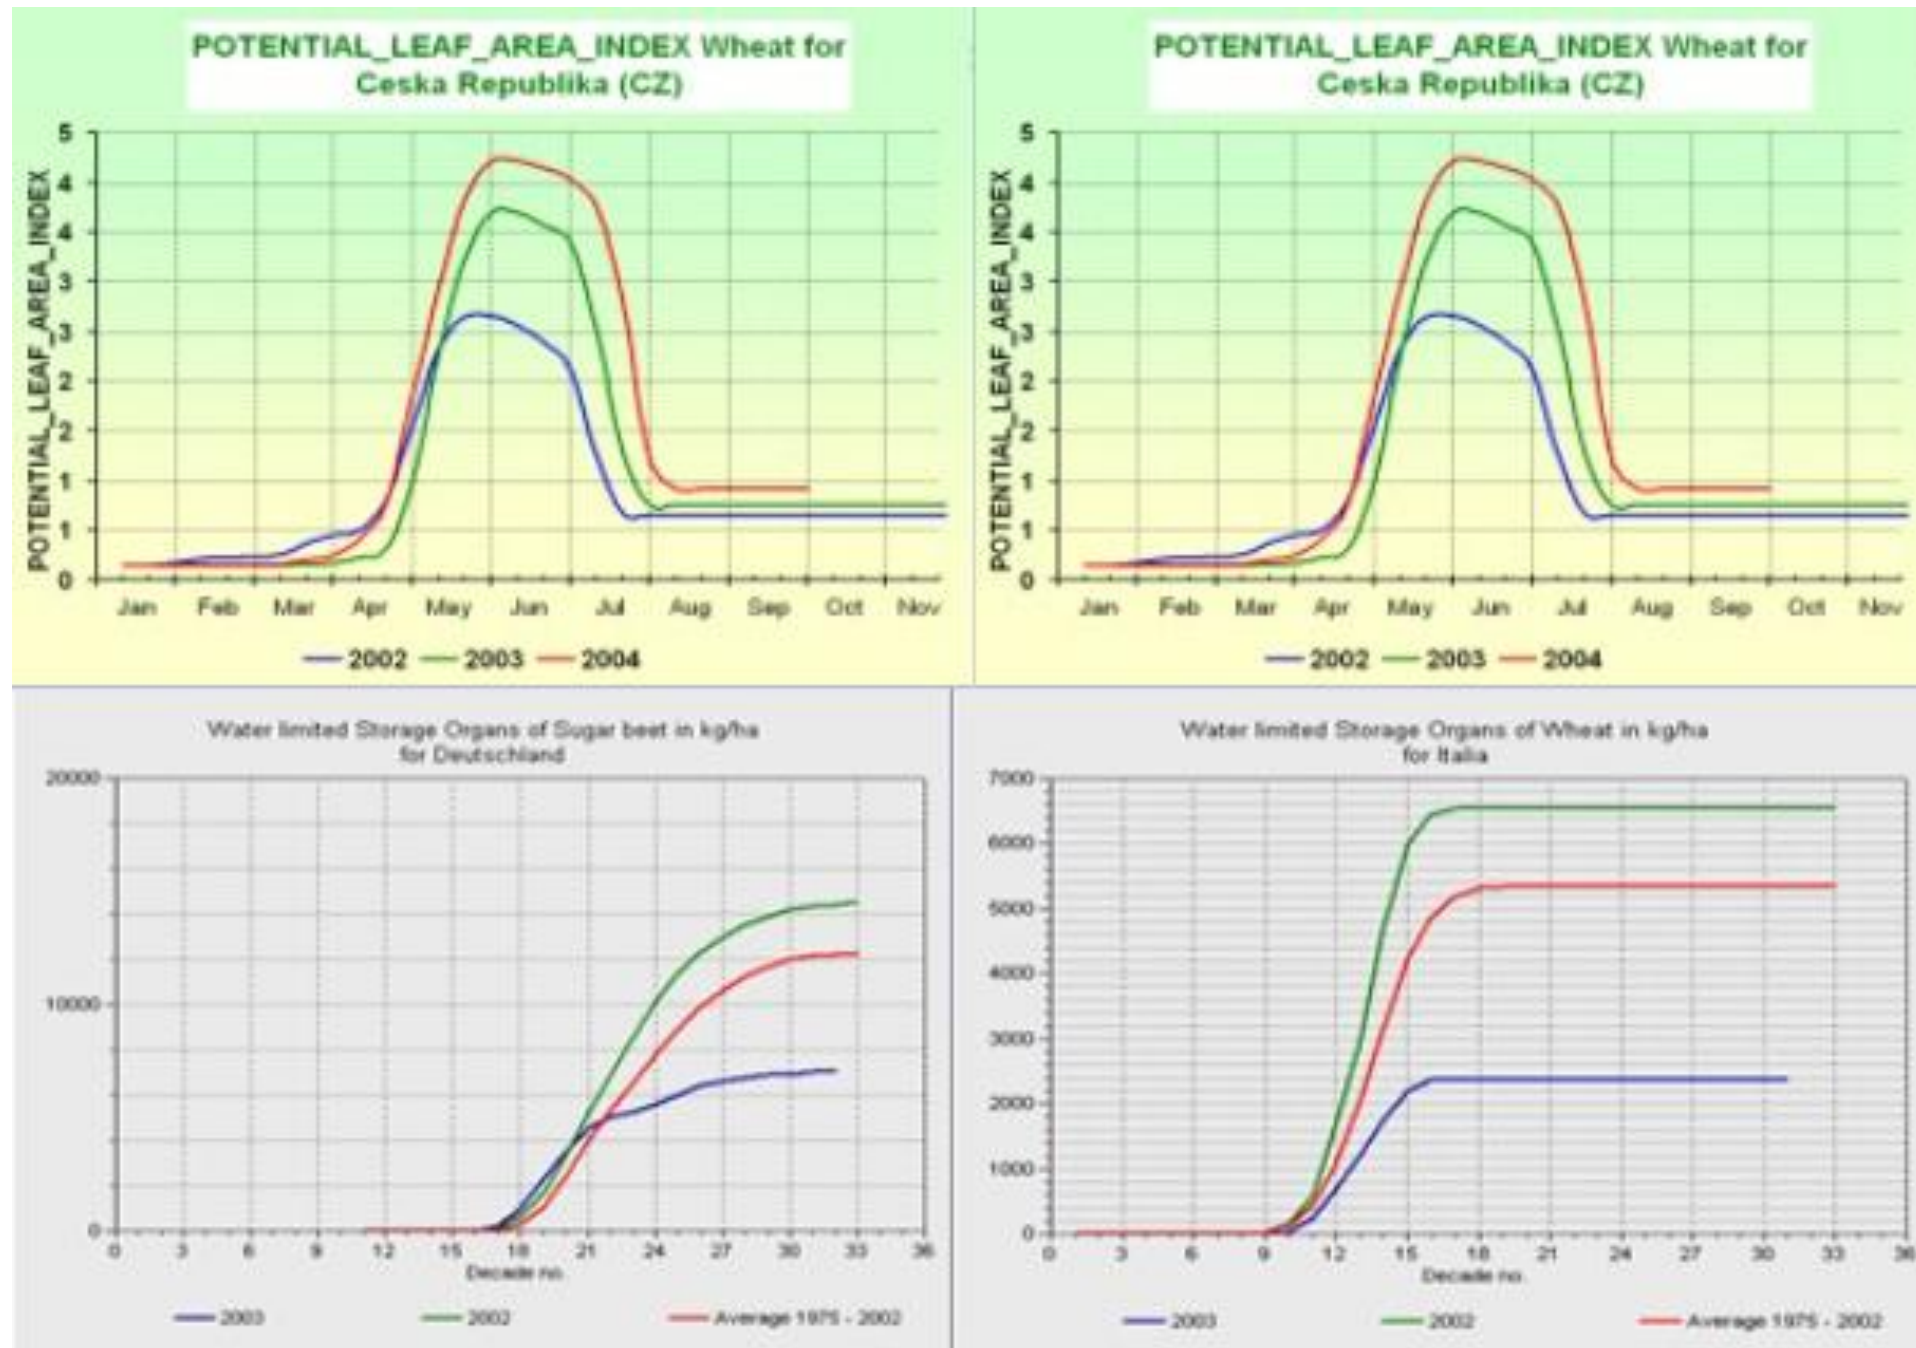 POTENTIAL_LEAF_AREA_INDEX Wheat for
Ceska Republika (CZ)
POTENTIAL_LEAF_AREA_INDEX
5
4
4
3
3
2
2
1
1
0
Jan Feb Mar Apr May Jun Jul Aug Sep Oct Nov
2002 2003 2004
POTENTIAL_LEAF_AREA_INDEX Wheat for
Ceska Republika (CZ)
POTENTIAL_LEAF_AREA_INDEX
5
4
4
3
3
2
2
1
1
0
Jan Feb Mar Apr May Jun Jul Aug Sep Oct Nov
2002 2003 2004
Water limited Storage Organs of Sugar beet in kg/ha
for Deutschland
20000
10000
0
0 3 6 9 12 15 18 21 24 27 30 33 36
Decade no.
2003 2002 Average 1975 - 2002
Water limited Storage Organs of Wheat in kg/ha
for Italia
7000
6000
5000
4000
3000
2000
1000
0
0 3 6 9 12 15 18 21 24 27 30 33 36
Decade no.
2003 2002 Average 1975 - 2002